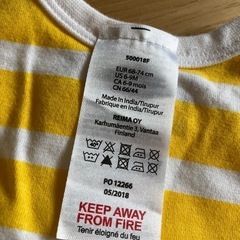 500018F
EUR 68-74 cm
US 6-9M
CA 6-9 mois
CN 66/44
Made in India/Tirupur
Fabrique en India/Tirupur
REIMA OY
Karhumäentie 3, Vantaa
Finland
PO 12266
05/2018
KEEP AWAY
FROM FIRE
Tenir éloigné du feu